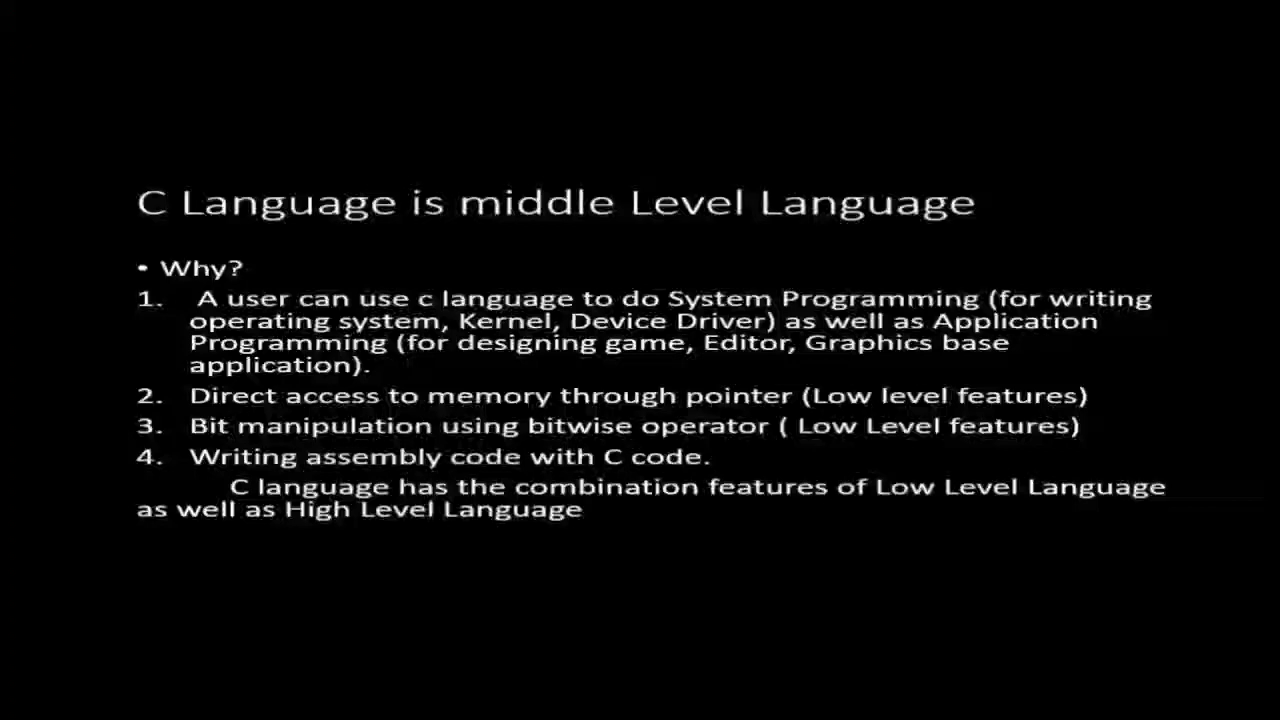 C Language is middle Level Language
• Why?
1. A user can use c language to do System Programming (for writing
operating system, Kernel, Device Driver) as well as Application
Programming (for designing game, Editor, Graphics base
application).
2. Direct access to memory through pointer (Low level features)
3. Bit manipulation using bitwise operator ( Low Level features)
4. Writing assembly code with C code.
C language has the combination features of Low Level Language
as well as High Level Language